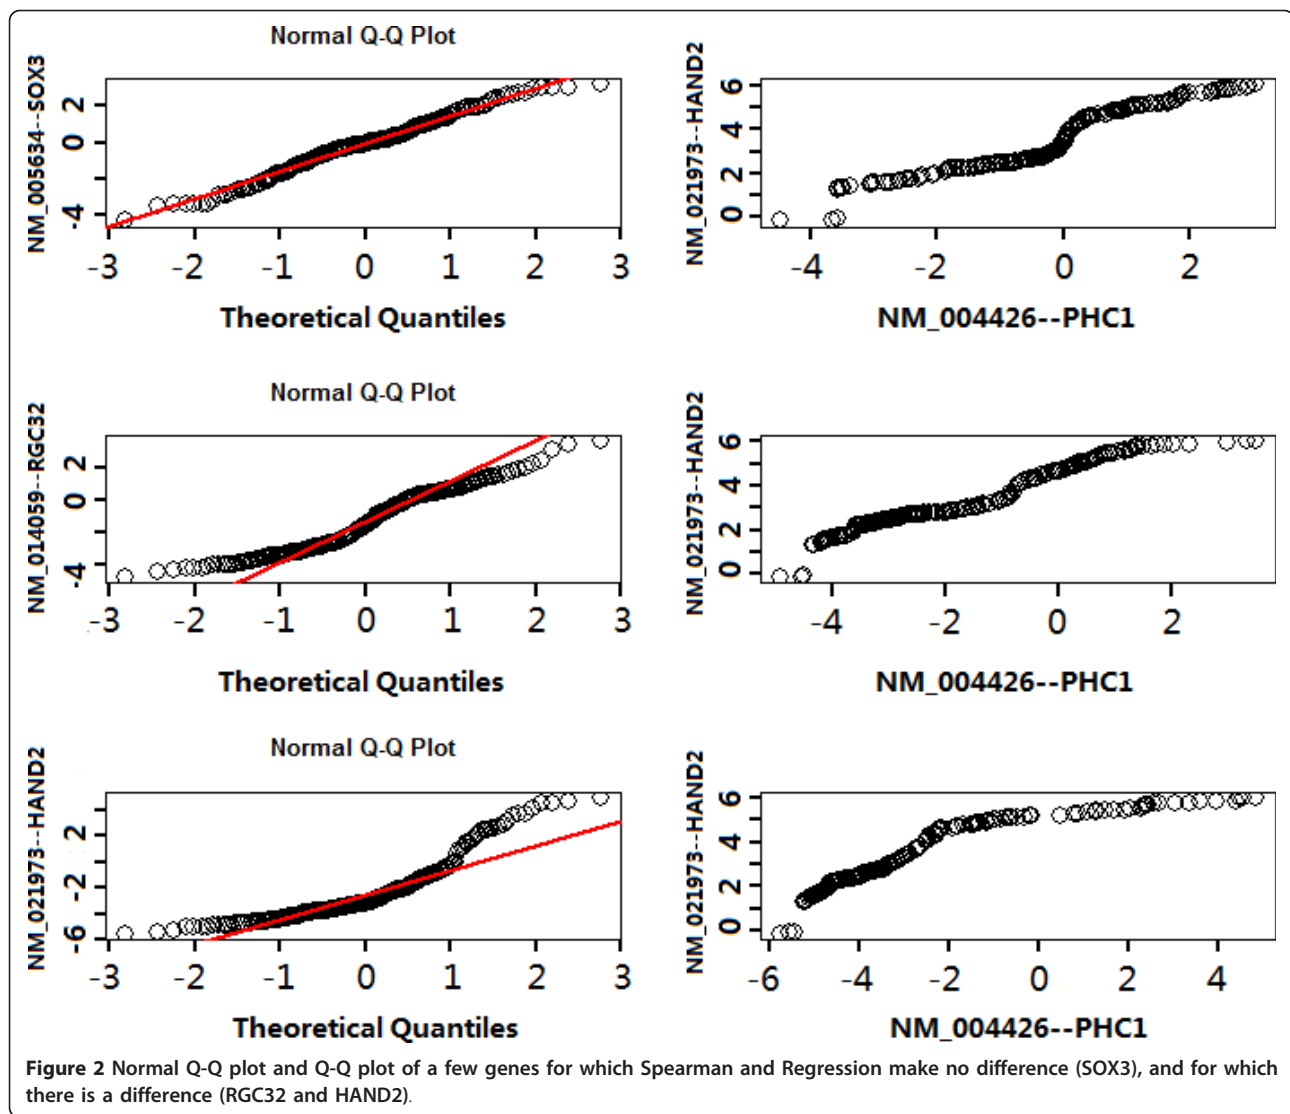 Normal Q-Q Plot
NM_005634--SOX3
2
0
-4
-3 -2 -1 0 1 2 3
Theoretical Quantiles
NM_021973--HAND2
6
4
2
0
-4 -2 0 2
NM_004426--PHC1
Normal Q-Q Plot
NM_014059--RGC32
2
0
-4
-3 -2 -1 0 1 2 3
Theoretical Quantiles
NM_021973--HAND2
6
4
2
0
-4 -2 0 2
NM_004426--PHC1
Normal Q-Q Plot
NM_021973--HAND2
2
-2
-6
-3 -2 -1 0 1 2 3
Theoretical Quantiles
NM_021973--HAND2
6
4
2
0
-6 -4 -2 0 2 4
NM_004426--PHC1
Figure 2 Normal Q-Q plot and Q-Q plot of a few genes for which Spearman and Regression make no difference (SOX3), and for which
there is a difference (RGC32 and HAND2).